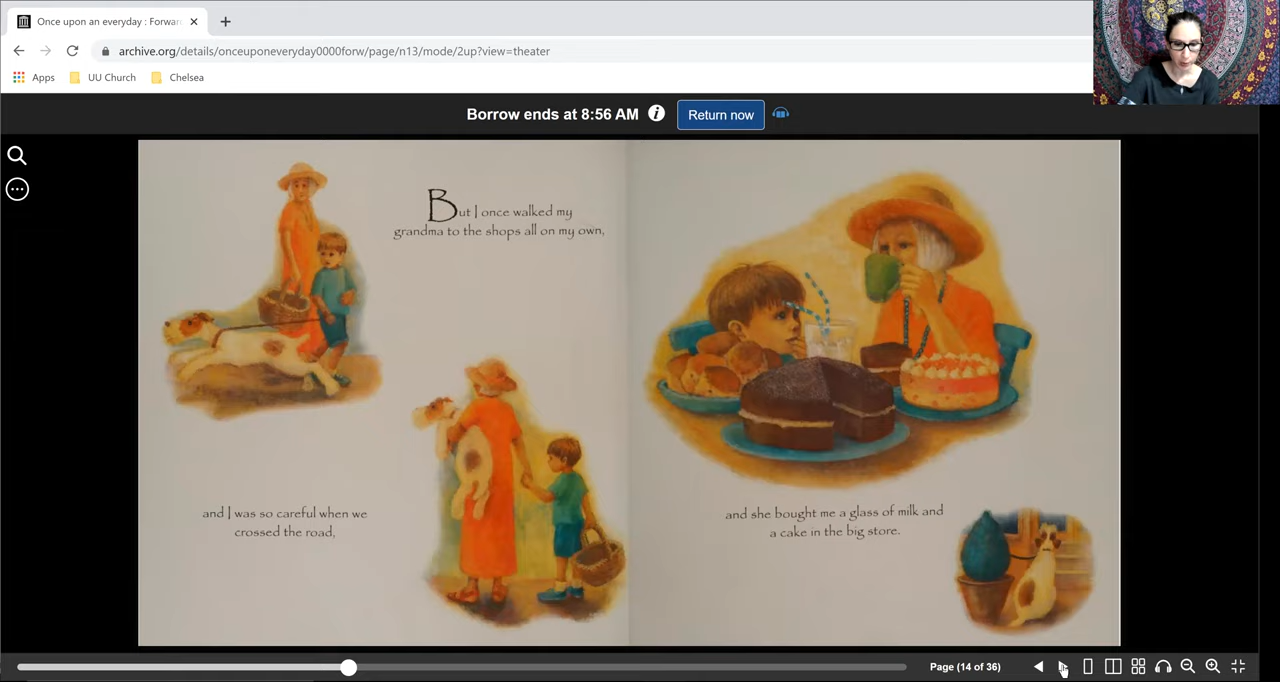 Once upon an everyday : Forwar
archive.org/details/onceuponeveryday0000forw/page/n13/mode/2up?view=theater
Apps
UU Church
Chelsea
Borrow ends at 8:56 AM
Return now
But I once walked my
grandma to the shops all on my own,
and I was so careful when we
crossed the road,
and she bought me a glass of milk and
a cake in the big store.
Page (14 of 36)